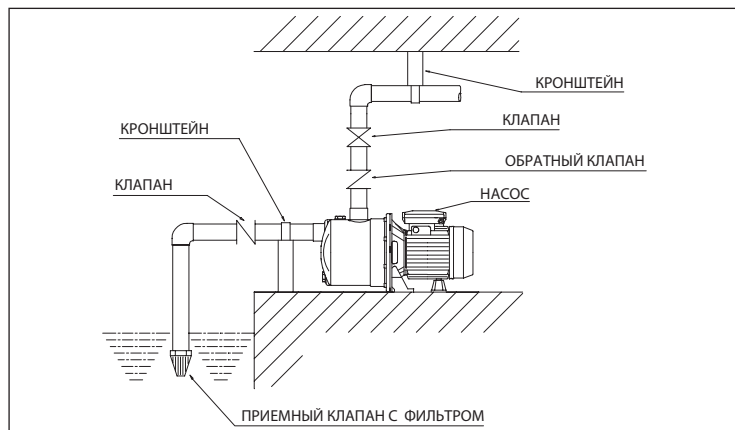 КРОНШТЕЙН
КЛАПАН
КРОНШТЕЙН
ОБРАТНЫЙ КЛАПАН
КЛАПАН
НАСОС
ПРИЕМНЫЙ КЛАПАН С ФИЛЬТРОМ